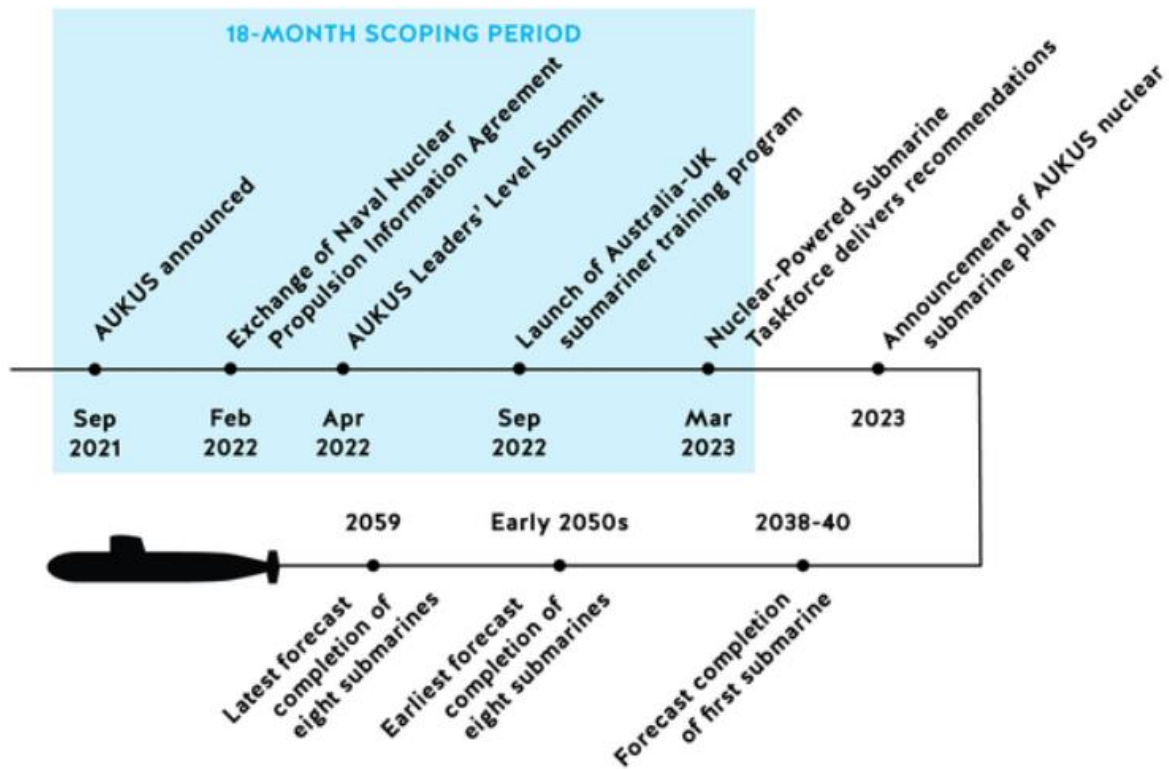 18-MONTH SCOPING PERIOD
AUKUS announced
Exchange of Naval Nuclear
Propulsion Information Agreement
AUKUS Leaders' Level Summit
Launch of Australia-UK
submariner training program
Nuclear-Powered Submarine
Taskforce delivers recommendations
Announcement of AUKUS nuclear
submarine plan
Sep
2021
Feb
2022
Apr
2022
Sep
2022
Mar
2023
2023
2059
Early 2050s
2038-40
Latest forecast
completion of
eight submarines
Earliest forecast
completion of
eight submarines
Forecast completion
of first submarine